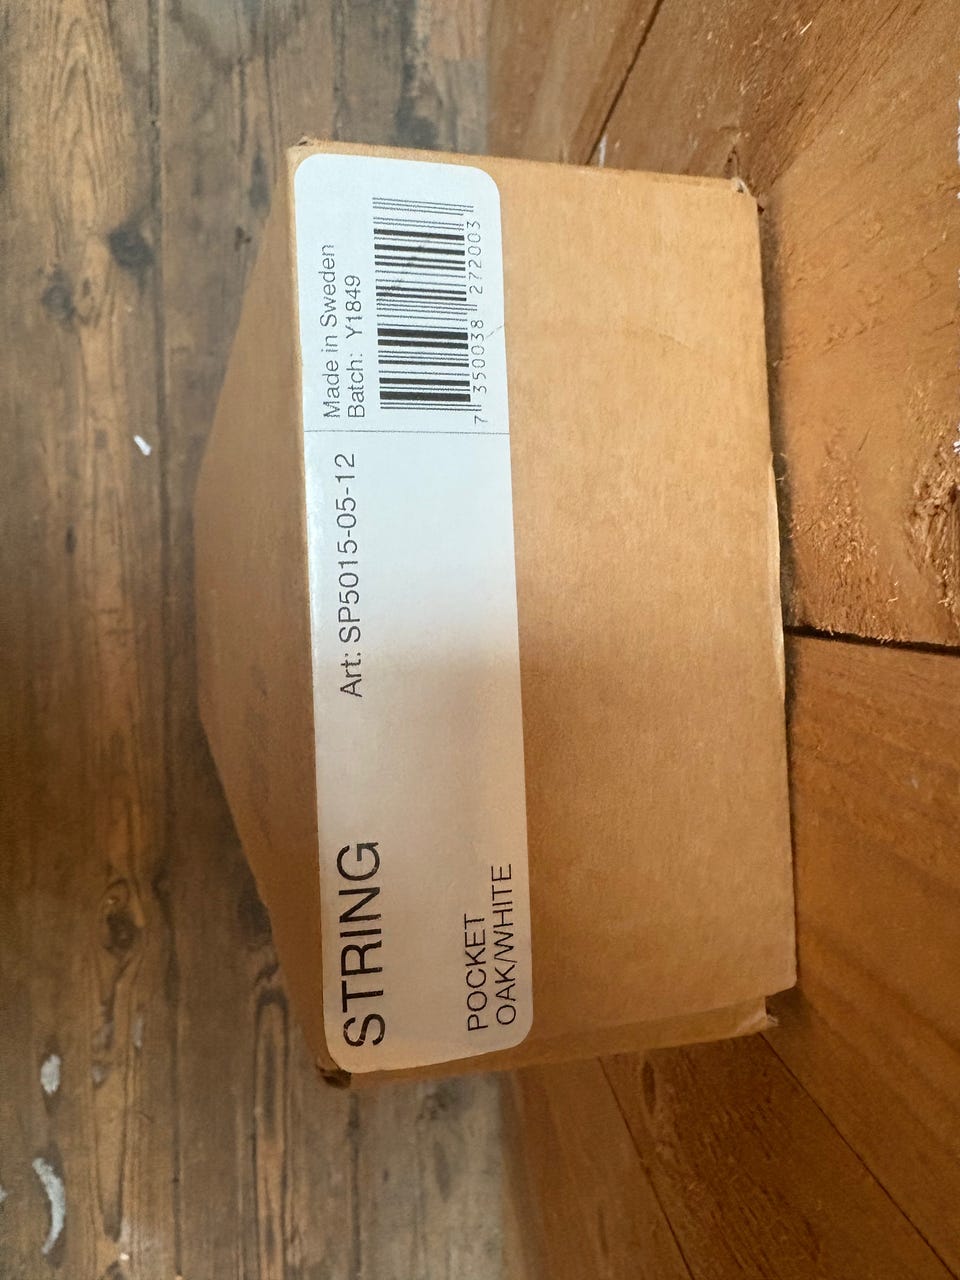 STRING
POCKET
OAK/WHITE
Art: SP5015-05-12
Made in Sweden
Batch: Y1849
7 350038 272003